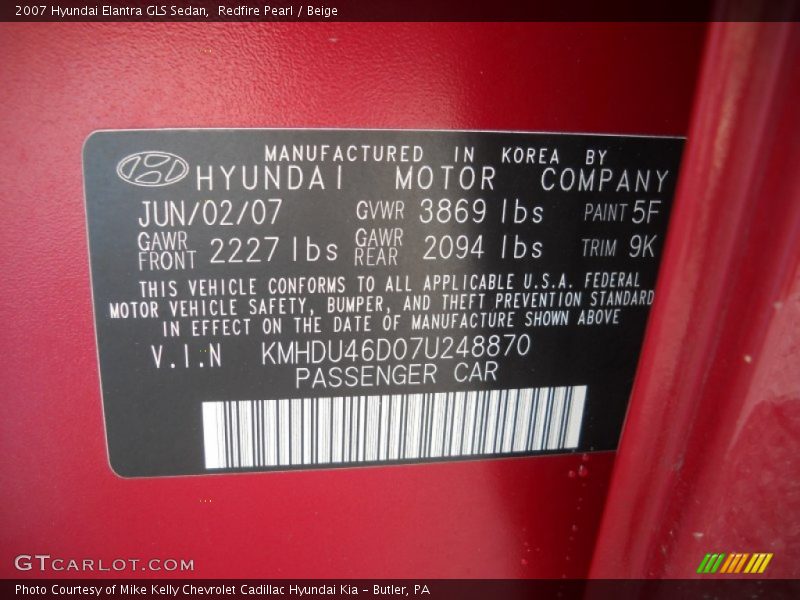 2007 Hyundai Elantra GLS Sedan,  Redfire Pearl / Beige
MANUFACTURED IN KOREA BY
HYUNDAI MOTOR COMPANY
JUN/02/07 GVWR 3869 lbs PAINT 5F
GAWR FRONT 2227 lbs GAWR REAR 2094 lbs TRIM 9K
THIS VEHICLE CONFORMS TO ALL APPLICABLE U.S.A. FEDERAL
MOTOR VEHICLE SAFETY, BUMPER, AND THEFT PREVENTION STANDARD
IN EFFECT ON THE DATE OF MANUFACTURE SHOWN ABOVE
V.I.N KMHDU46D07U248870
PASSENGER CAR
GTCARLOT.COM
Photo Courtesy of Mike Kelly Chevrolet Cadillac Hyundai Kia - Butler, PA